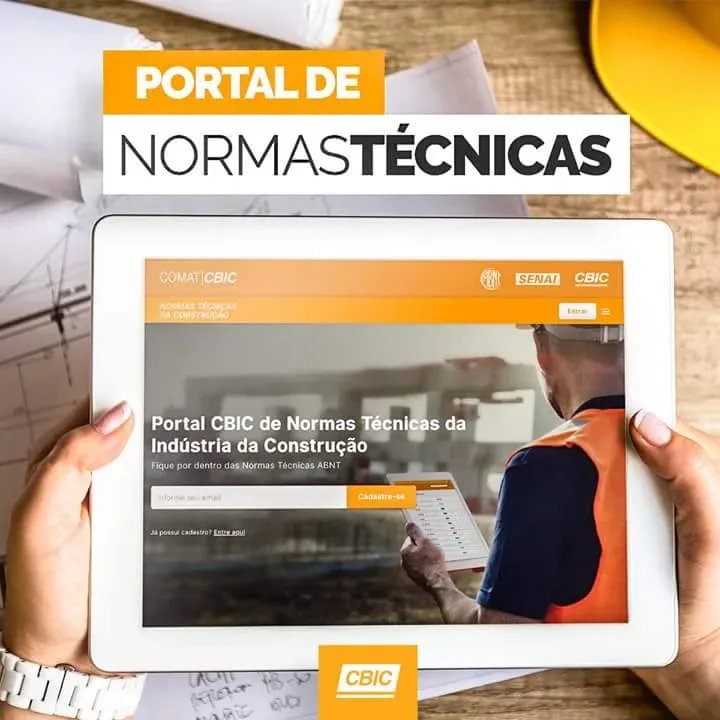 PORTAL DE
NORMASTÉCNICAS
COMAT|CBIC
ABNT
SENAI
CBIC
NORMAS TÉCNICAS
DA CONSTRUÇÃO
Entrar
Portal CBIC de Normas Técnicas da
Indústria da Construção
Fique por dentro das Normas Técnicas ABNT
Informe seu email
Cadastre-se
Já possui cadastro? Entre aqui
CBIC